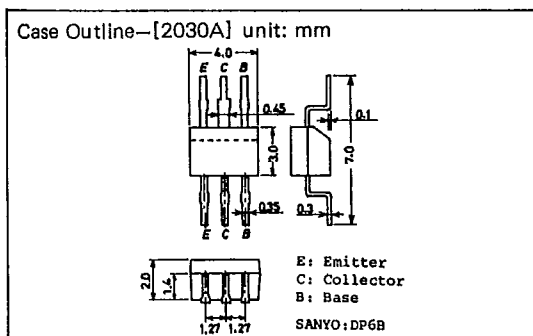 Case Outline–[2030A] unit: mm
4.0
E C B
0.45
0.1
3.0
7.0
0.35
0.3
E C B
2.0
1.4
1.27 1.27
E: Emitter
C: Collector
B: Base
SANYO:DP6B